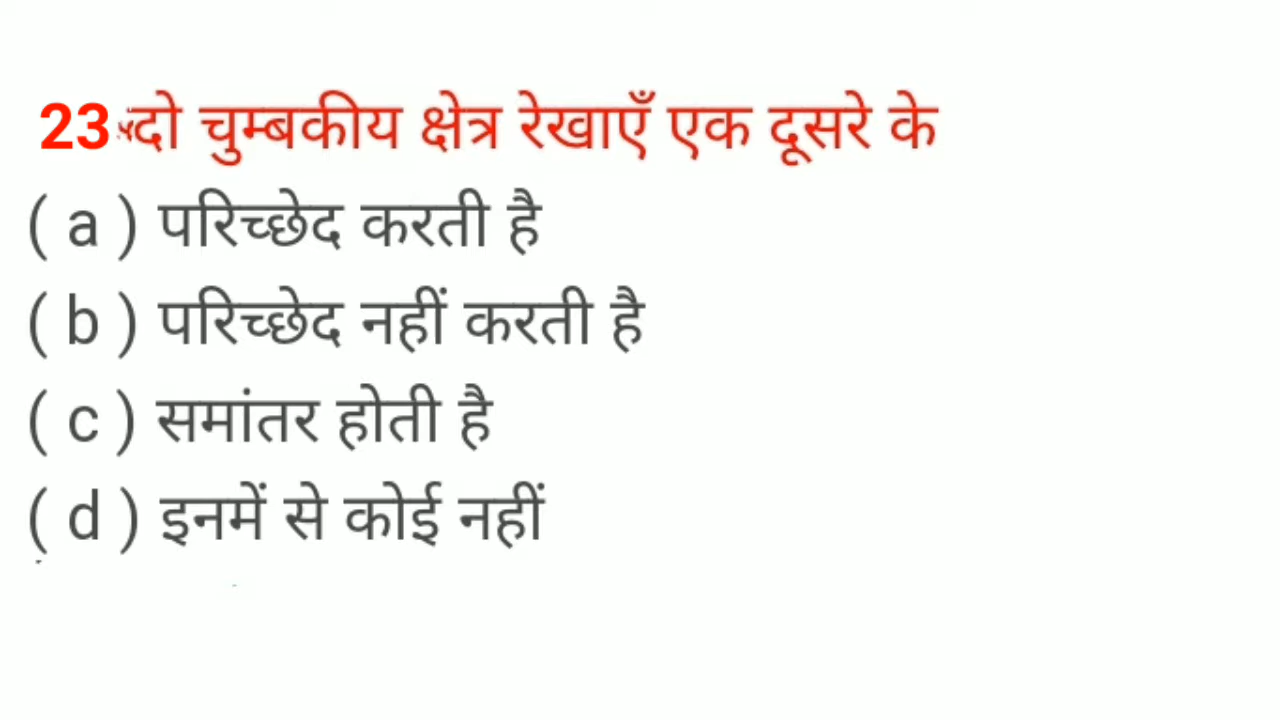 23. दो चुम्बकीय क्षेत्र रेखाएँ एक दूसरे के
( a ) परिच्छेद करती है
( b ) परिच्छेद नहीं करती है
( c ) समांतर होती है
( d ) इनमें से कोई नहीं